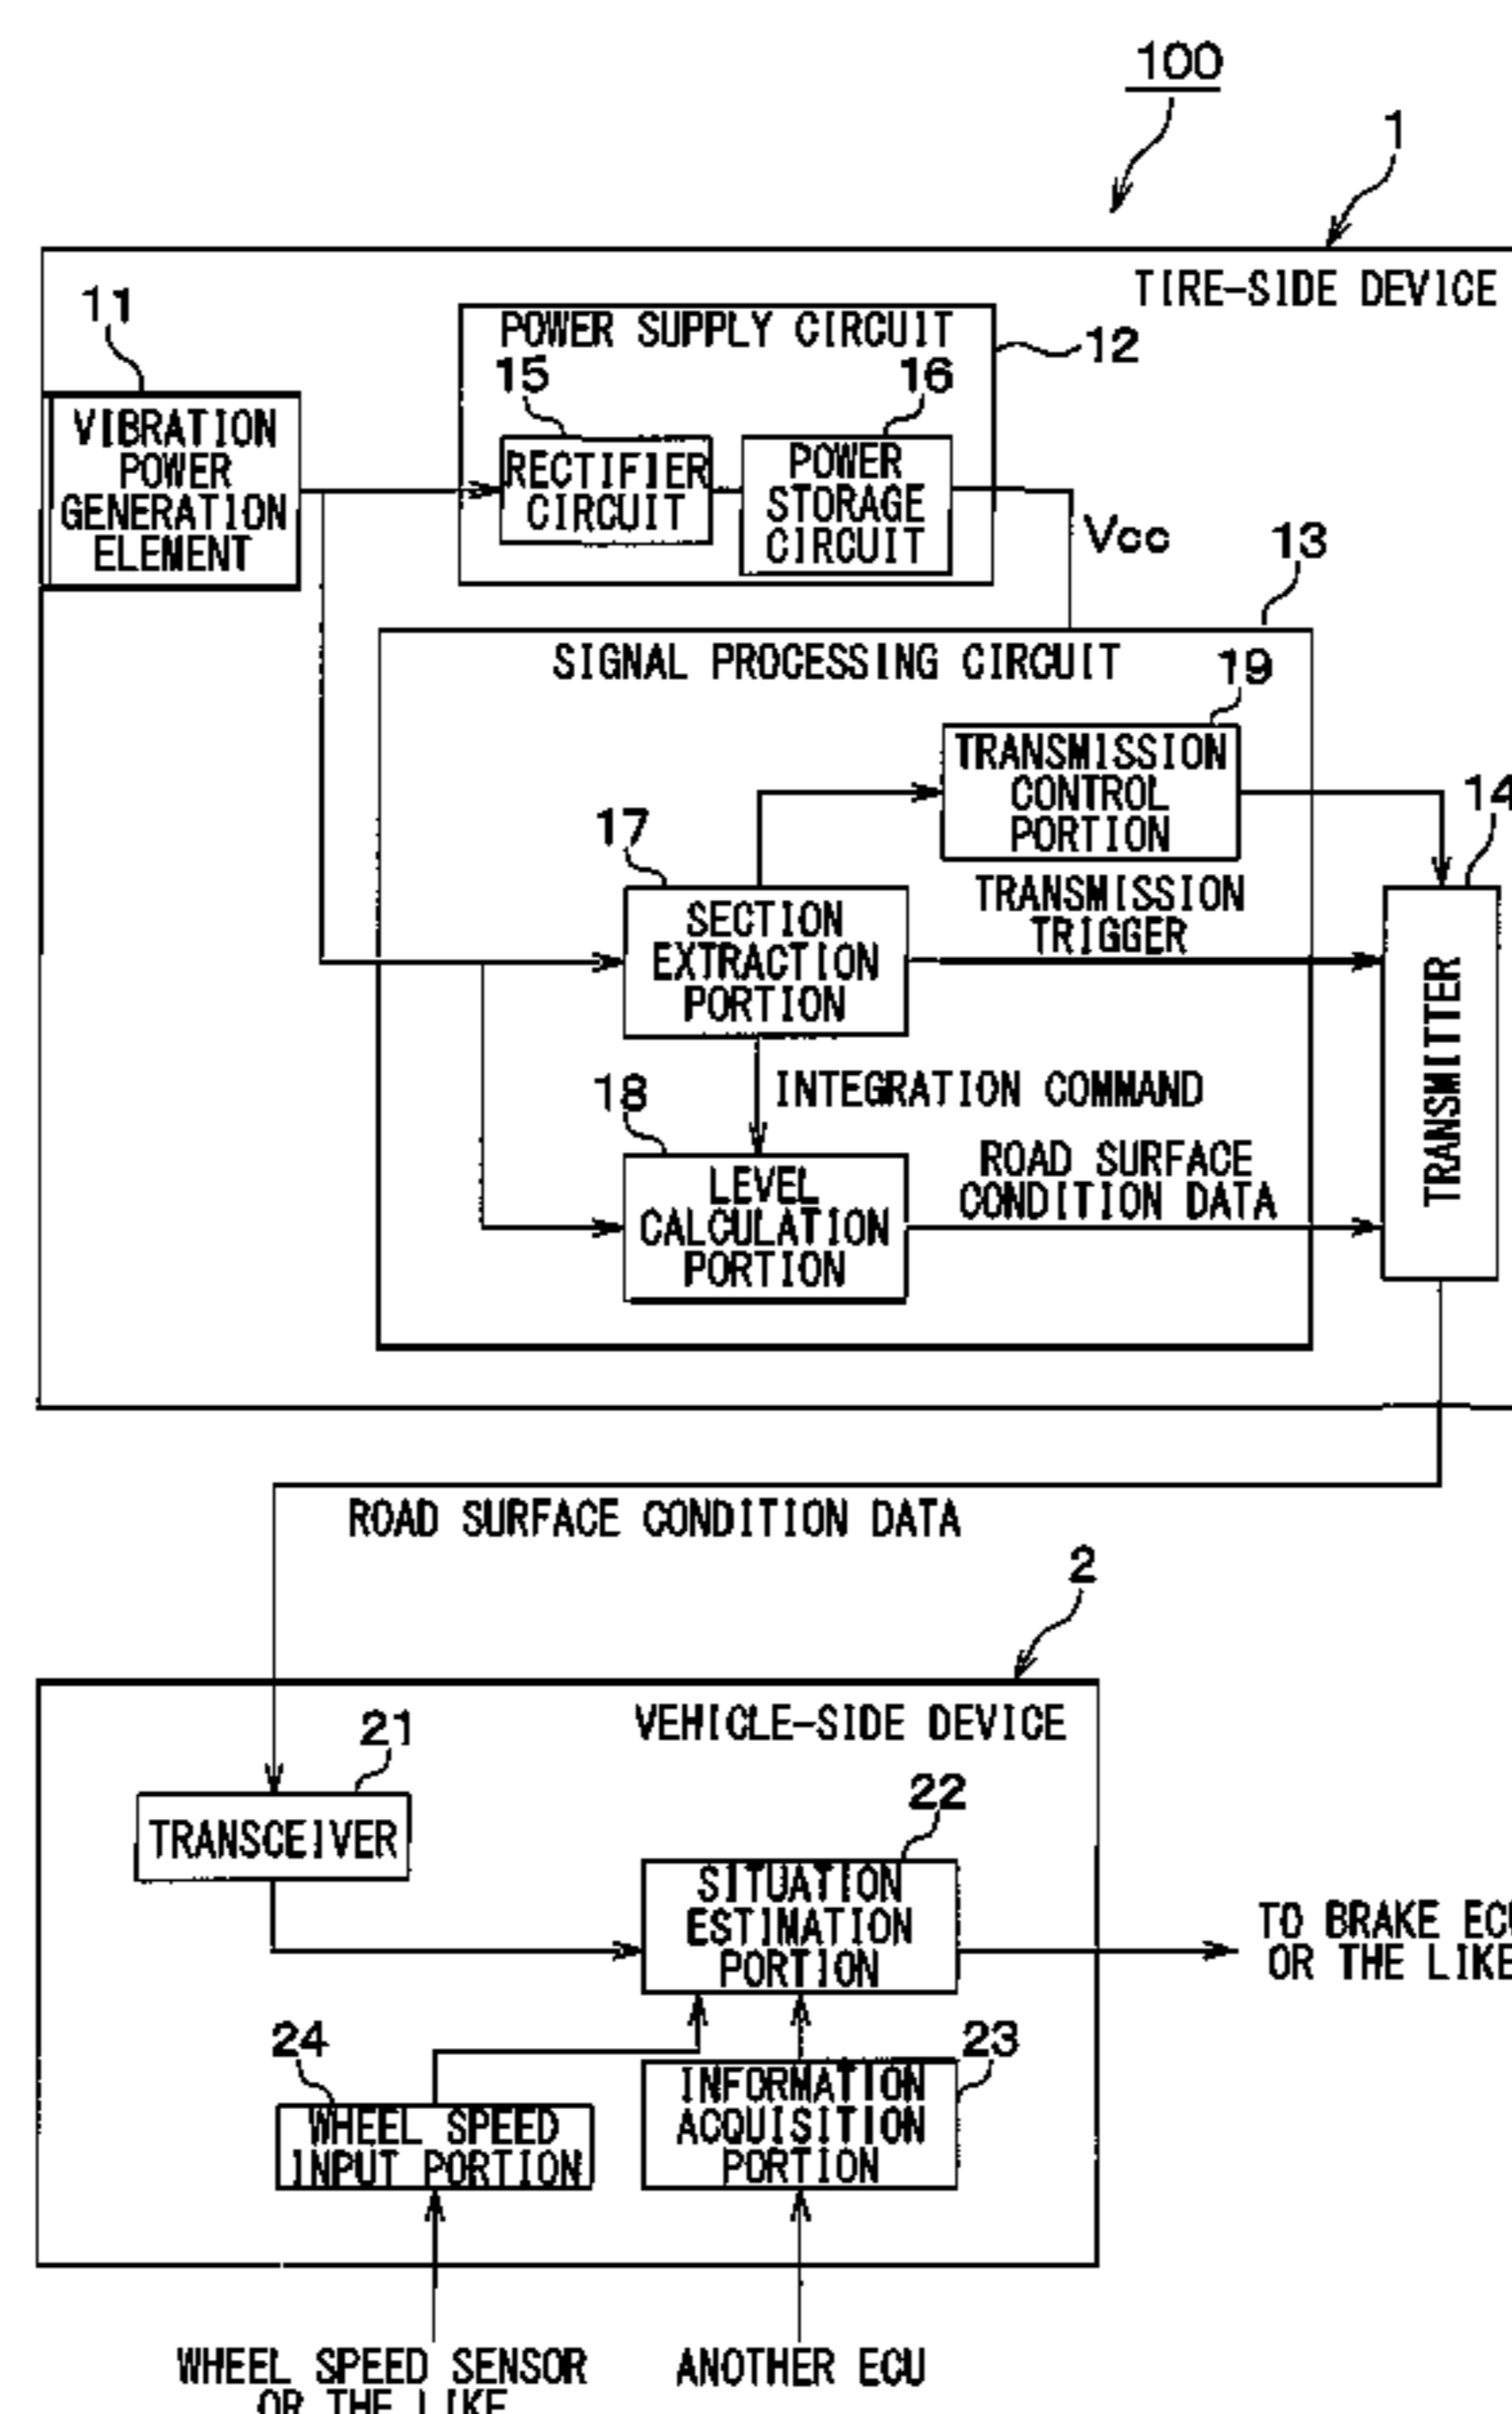 100
1
TIRE-SIDE DEVICE
11
POWER SUPPLY CIRCUIT
12
15
16
VIBRATION
POWER
GENERATION
ELEMENT
RECTIFIER
CIRCUIT
POWER
STORAGE
CIRCUIT
Vcc
13
SIGNAL PROCESSING CIRCUIT
19
TRANSMISSION
CONTROL
PORTION
14
17
SECTION
EXTRACTION
PORTION
TRANSMISSION
TRIGGER
TRANSMITTER
INTEGRATION COMMAND
18
LEVEL
CALCULATION
PORTION
ROAD SURFACE
CONDITION DATA
ROAD SURFACE CONDITION DATA
2
VEHICLE-SIDE DEVICE
21
TRANSCEIVER
22
SITUATION
ESTIMATION
PORTION
TO BRAKE ECU
OR THE LIKE
24
23
WHEEL SPEED
INPUT PORTION
INFORMATION
ACQUISITION
PORTION
WHEEL SPEED SENSOR
OR THE LIKE
ANOTHER ECU